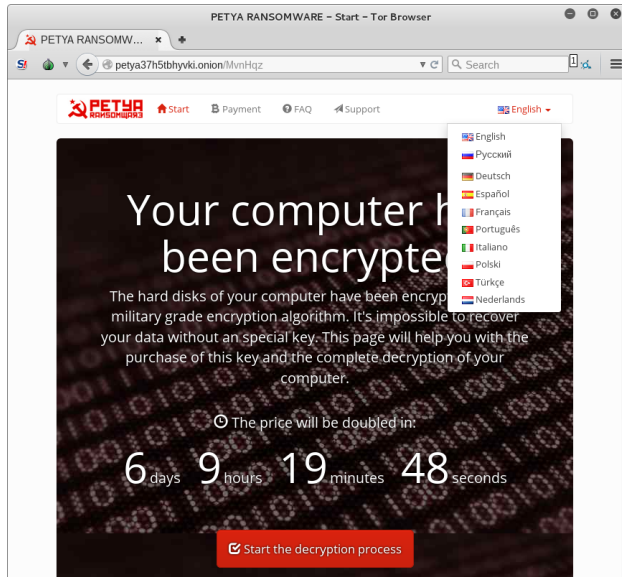 PETYA RANSOMWARE – Start – Tor Browser
PETYA RANSOMW...
petya37h5tbhyvki.onion/MvnHqz
Search
1
PETYA
RANSOMWARE
Start
Payment
FAQ
Support
English
English
Русский
Deutsch
Español
Français
Português
Italiano
Polski
Türkçe
Nederlands
Your computer h
been encrypte
The hard disks of your computer have been encryp
military grade encryption algorithm. It's impossible to recover
your data without an special key. This page will help you with the
purchase of this key and the complete decryption of your
computer.
The price will be doubled in:
6 days 9 hours 19 minutes 48 seconds
Start the decryption process